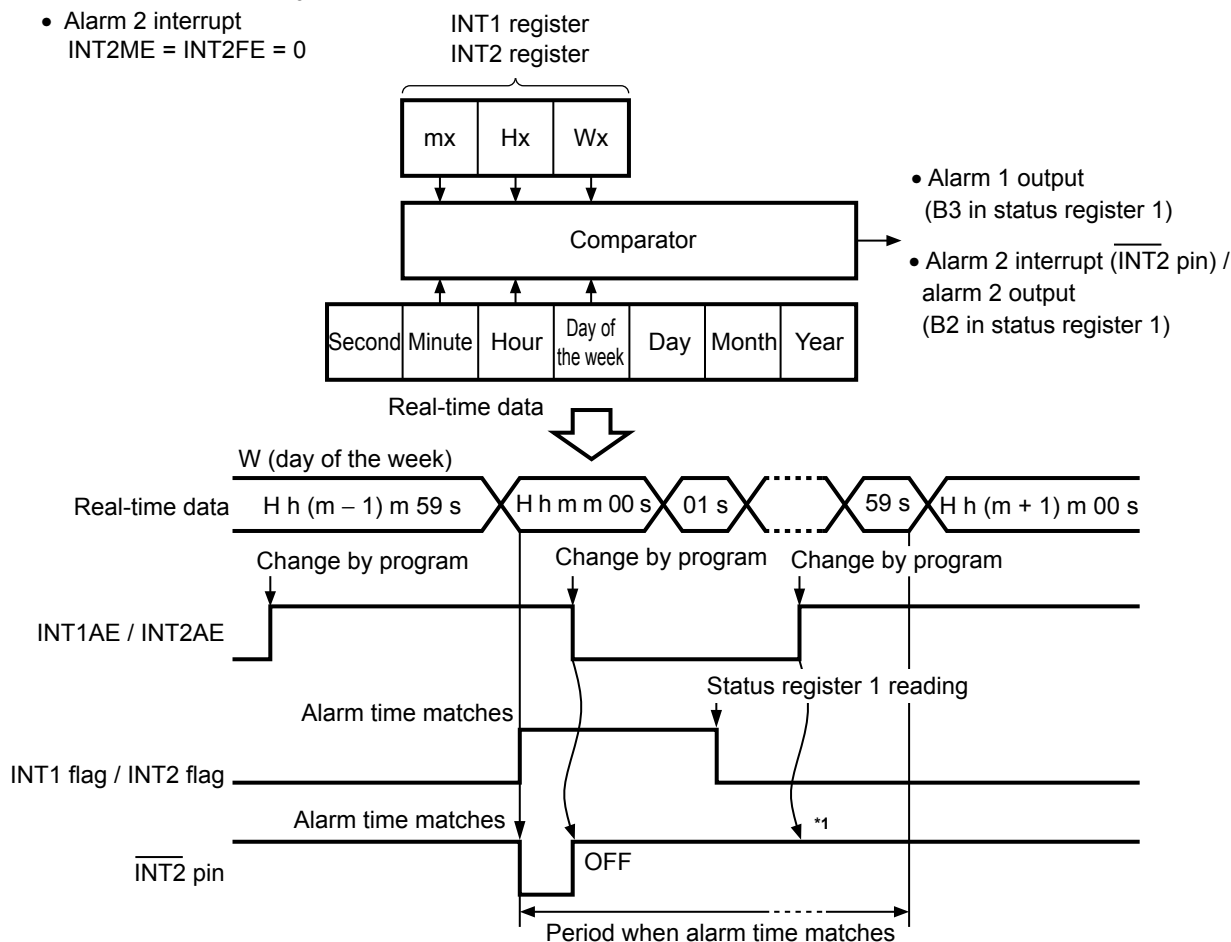 • Alarm 2 interrupt
INT2ME = INT2FE = 0
INT1 register
INT2 register
mx Hx Wx
Comparator
• Alarm 1 output
(B3 in status register 1)
• Alarm 2 interrupt (INT2 pin) /
alarm 2 output
(B2 in status register 1)
Second Minute Hour Day of the week Day Month Year
Real-time data
W (day of the week)
Real-time data H h (m − 1) m 59 s H h m m 00 s 01 s 59 s H h (m + 1) m 00 s
Change by program Change by program Change by program
INT1AE / INT2AE
Status register 1 reading
Alarm time matches
INT1 flag / INT2 flag
Alarm time matches *1
OFF
INT2 pin
Period when alarm time matches